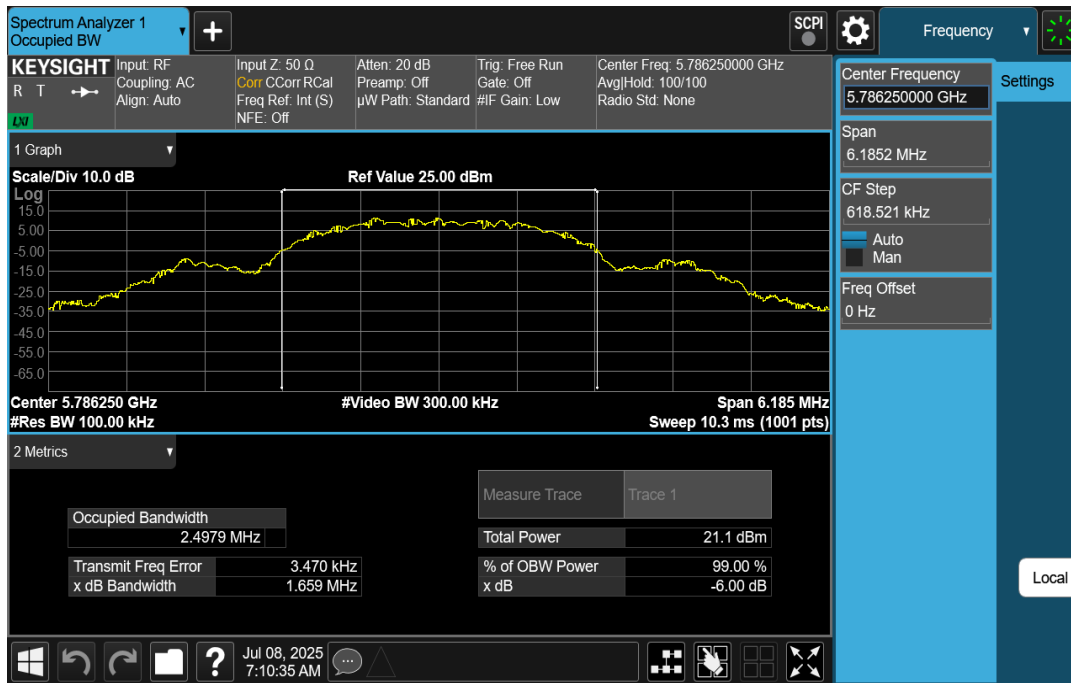 Spectrum Analyzer 1
Occupied BW
+
SCPI
Frequency
KEYSIGHT
R T
LXI
Input: RF
Coupling: AC
Align: Auto
Input Z: 50 Ω
Corr CCorr RCal
Freq Ref: Int (S)
NFE: Off
Atten: 20 dB
Preamp: Off
µW Path: Standard
Trig: Free Run
Gate: Off
#IF Gain: Low
Center Freq: 5.786250000 GHz
Avg|Hold: 100/100
Radio Std: None
Center Frequency
5.786250000 GHz
Settings
Span
6.1852 MHz
CF Step
618.521 kHz
Auto
Man
Freq Offset
0 Hz
Local
1 Graph
Scale/Div 10.0 dB
Ref Value 25.00 dBm
Log
15.0
5.00
-5.00
-15.0
-25.0
-35.0
-45.0
-55.0
-65.0
Center 5.786250 GHz
#Video BW 300.00 kHz
Span 6.185 MHz
#Res BW 100.00 kHz
Sweep 10.3 ms (1001 pts)
2 Metrics
Measure Trace
Trace 1
Occupied Bandwidth
2.4979 MHz
Total Power
21.1 dBm
Transmit Freq Error
3.470 kHz
% of OBW Power
99.00 %
x dB Bandwidth
1.659 MHz
x dB
-6.00 dB
?
Jul 08, 2025
7:10:35 AM